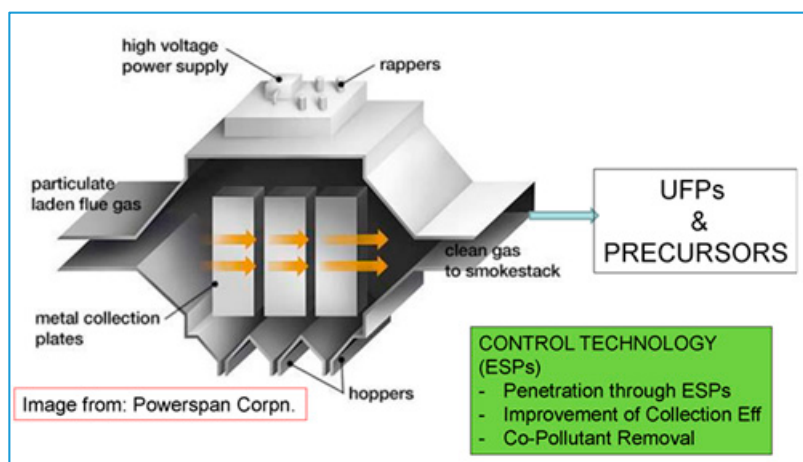 high voltage
power supply
rappers
particulate
laden flue gas
UFPs
&
PRECURSORS
clean gas
to smokestack
metal collection
plates
hoppers
Image from: Powerspan Corpn.
CONTROL TECHNOLOGY
(ESPs)
- Penetration through ESPs
- Improvement of Collection Eff
- Co-Pollutant Removal